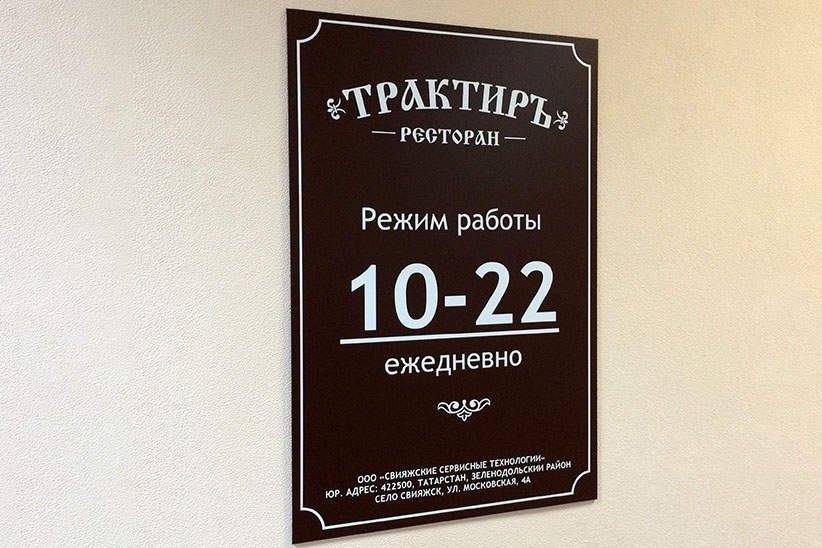 ТРАКТИРЪ
— РЕСТОРАН —
Режим работы
10-22
ежедневно
ООО «СВИЯЖСКИЕ СЕРВИСНЫЕ ТЕХНОЛОГИИ»
ЮР. АДРЕС: 422500, ТАТАРСТАН, ЗЕЛЕНОДОЛЬСКИЙ РАЙОН
СЕЛО СВИЯЖСК, УЛ. МОСКОВСКАЯ, 4А